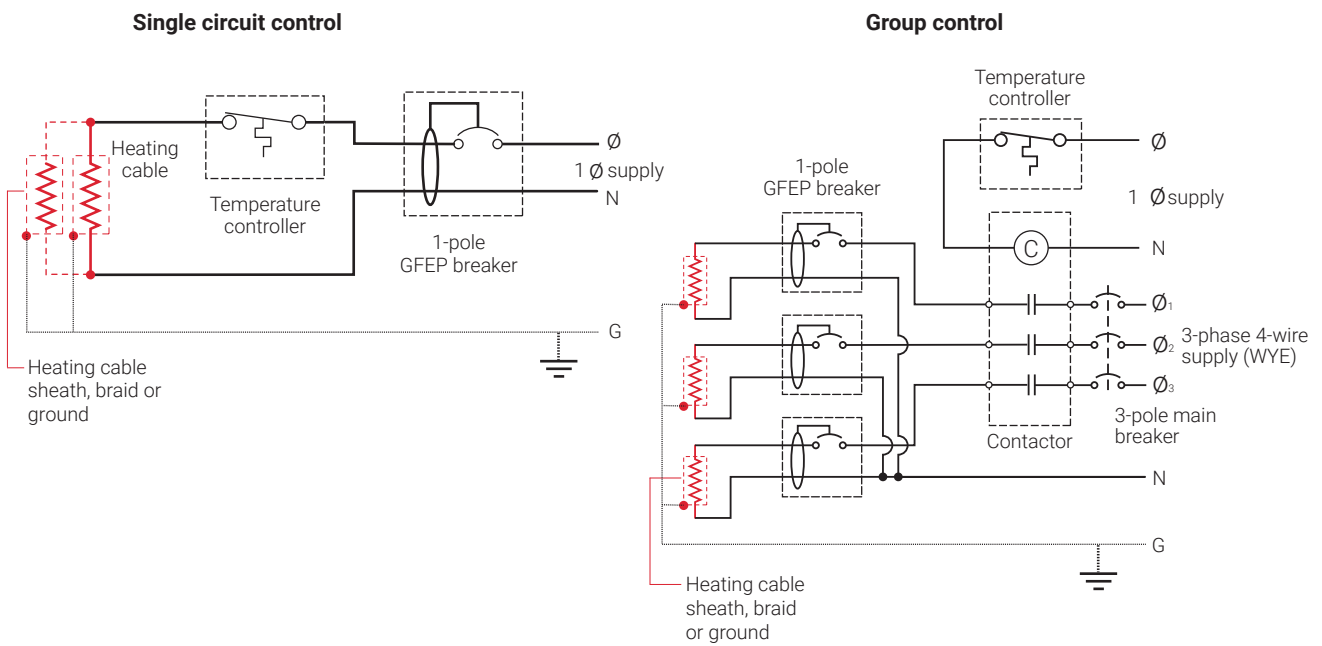 Single circuit control
Heating
cable
Temperature
controller
1-pole
GFEP breaker
Ø
1 Ø supply
N
G
Heating cable
sheath, braid or
ground
Group control
Temperature
controller
Ø
1 Ø supply
N
C
1-pole
GFEP breaker
Ø1
Ø2
Ø3
3-phase 4-wire
supply (WYE)
3-pole main
breaker
Contactor
N
G
Heating cable
sheath, braid
or ground